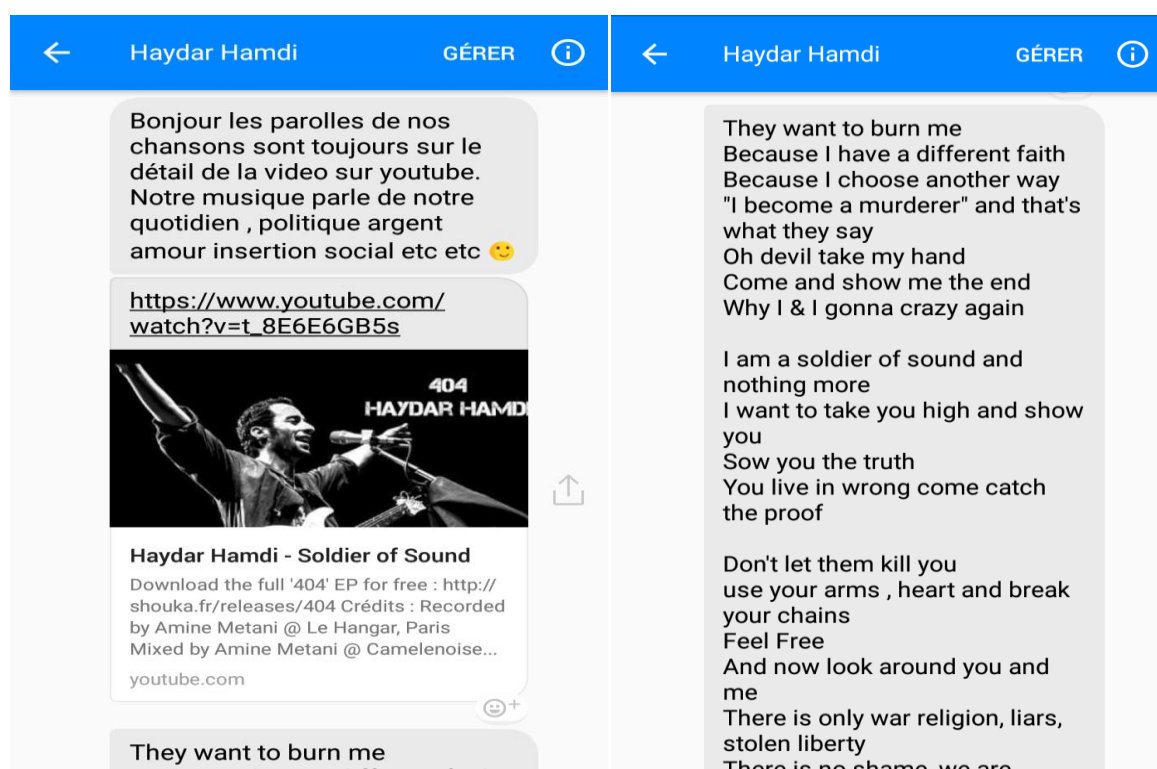 Haydar Hamdi
GÉRER
Bonjour les parolles de nos
chansons sont toujours sur le
détail de la video sur youtube.
Notre musique parle de notre
quotidien , politique argent
amour insertion social etc etc 🙂
https://www.youtube.com/
watch?v=t_8E6E6GB5s
404
HAYDAR HAMDI
Haydar Hamdi - Soldier of Sound
Download the full '404' EP for free : http://
shouka.fr/releases/404 Crédits : Recorded
by Amine Metani @ Le Hangar, Paris
Mixed by Amine Metani @ Camelenoise...
youtube.com
They want to burn me
Haydar Hamdi
GÉRER
They want to burn me
Because I have a different faith
Because I choose another way
"I become a murderer" and that's
what they say
Oh devil take my hand
Come and show me the end
Why I & I gonna crazy again
I am a soldier of sound and
nothing more
I want to take you high and show
you
Sow you the truth
You live in wrong come catch
the proof
Don't let them kill you
use your arms , heart and break
your chains
Feel Free
And now look around you and
me
There is only war religion, liars,
stolen liberty
There is no shame, we are